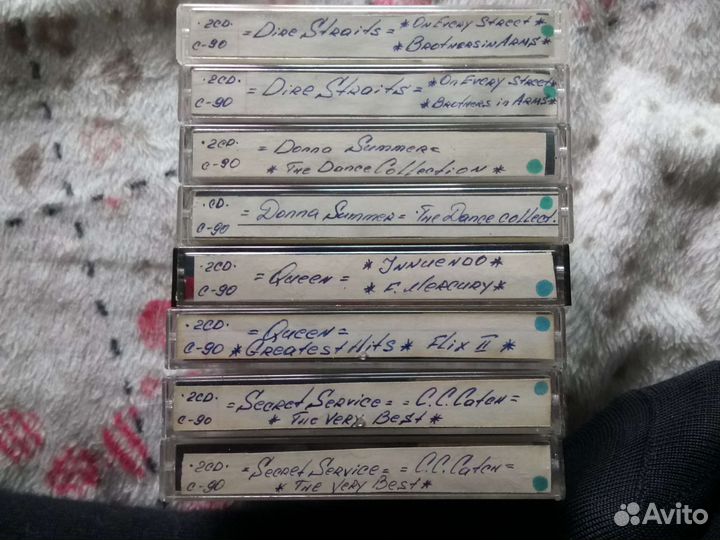 .2CD. = Dire Straits = * On Every Street *
C-90 * Brothers in Arms *
.2CD. = Dire Straits = * On Every Street *
C-90 * Brothers in Arms *
.2CD. = Donna Summer =
C-90 * The Dance Collection *
.CD. = Donna Summer = The Dance Collect.
C-90
.2CD. = Queen = * Innuendo *
C-90 * F. Mercury *
.2CD. = Queen =
C-90 * Greatest Hits * Flix II *
.2CD. = Secret Service = = C.C.Catch =
C-90 * The Very Best *
.2CD. = Secret Service = = C.C.Catch =
C-90 * The Very Best *
Avito